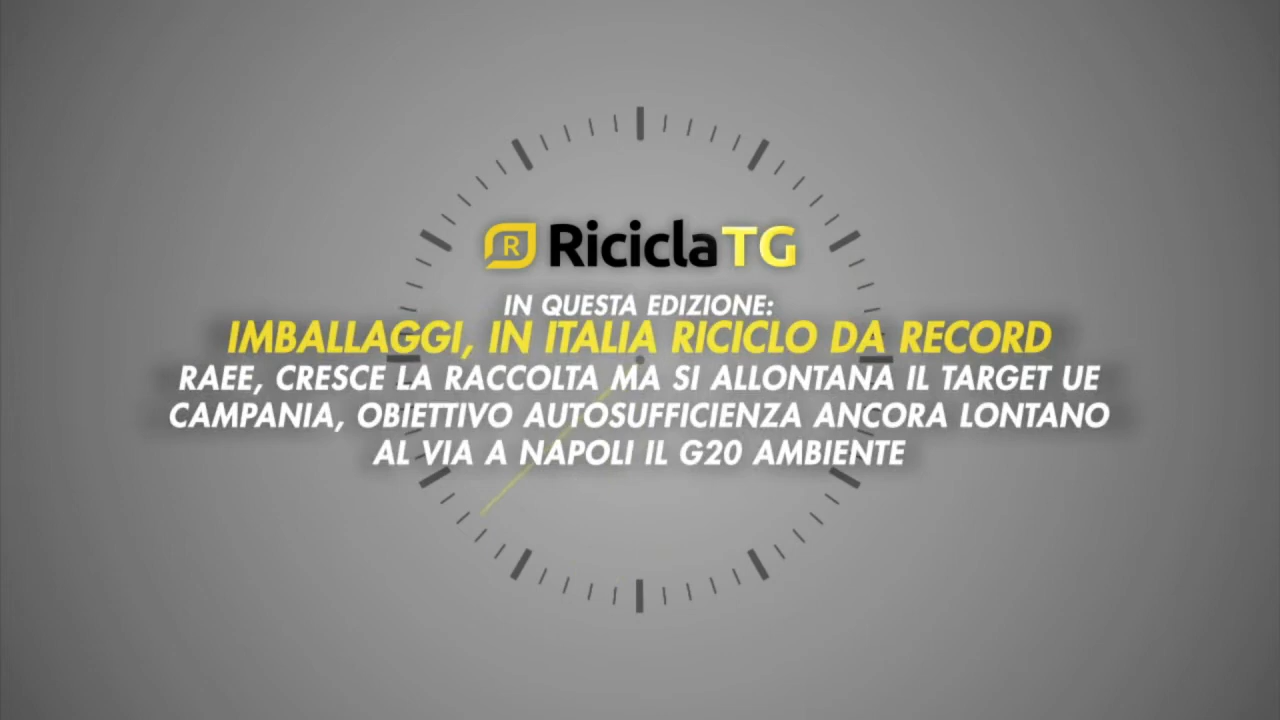 R RiciclaTG
IN QUESTA EDIZIONE:
IMBALLAGGI, IN ITALIA RICICLO DA RECORD
RAEE, CRESCE LA RACCOLTA MA SI ALLONTANA IL TARGET UE
CAMPANIA, OBIETTIVO AUTOSUFFICIENZA ANCORA LONTANO
AL VIA A NAPOLI IL G20 AMBIENTE